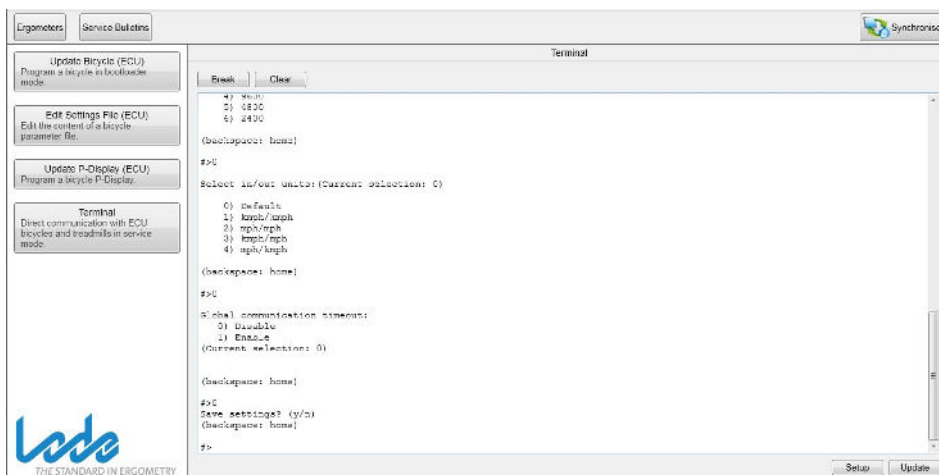 Ergometers
Service Bulletins
Synchronise
Update Bicycle (ECU)
Program a bicycle in bootloader
mode.
Edit Settings File (ECU)
Edit the content of a bicycle
parameter file.
Update P-Display (ECU)
Program a bicycle P-Display.
Terminal
Direct communication with ECU
bicycles and treadmills in service
mode.
Terminal
Break
Clear
4) 9600
5) 4800
6) 2400
(backspace: home)
#>0
Select in/out units:(Current selection: 0)
0) Default
1) kmph/kmph
2) mph/mph
3) kmph/mph
4) mph/kmph
(backspace: home)
#>0
Global communication timeout:
0) Disable
1) Enable
(Current selection: 0)
(backspace: home)
#>0
Save settings? (y/n)
(backspace: home)
#>
Lode
THE STANDARD IN ERGOMETRY
Setup
Update